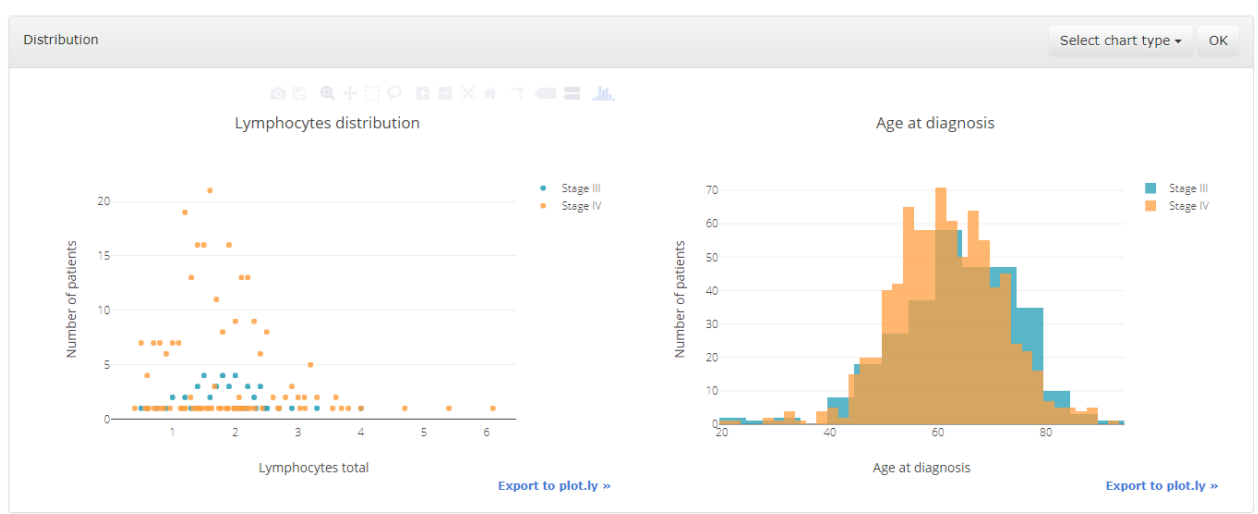 Distribution
Select chart type
OK
Lymphocytes distribution
Stage III
Stage IV
Number of patients
20
15
10
5
0
1 2 3 4 5 6
Lymphocytes total
Export to plot.ly »
Age at diagnosis
Stage III
Stage IV
Number of patients
70
60
50
40
30
20
10
0
20 40 60 80
Age at diagnosis
Export to plot.ly »